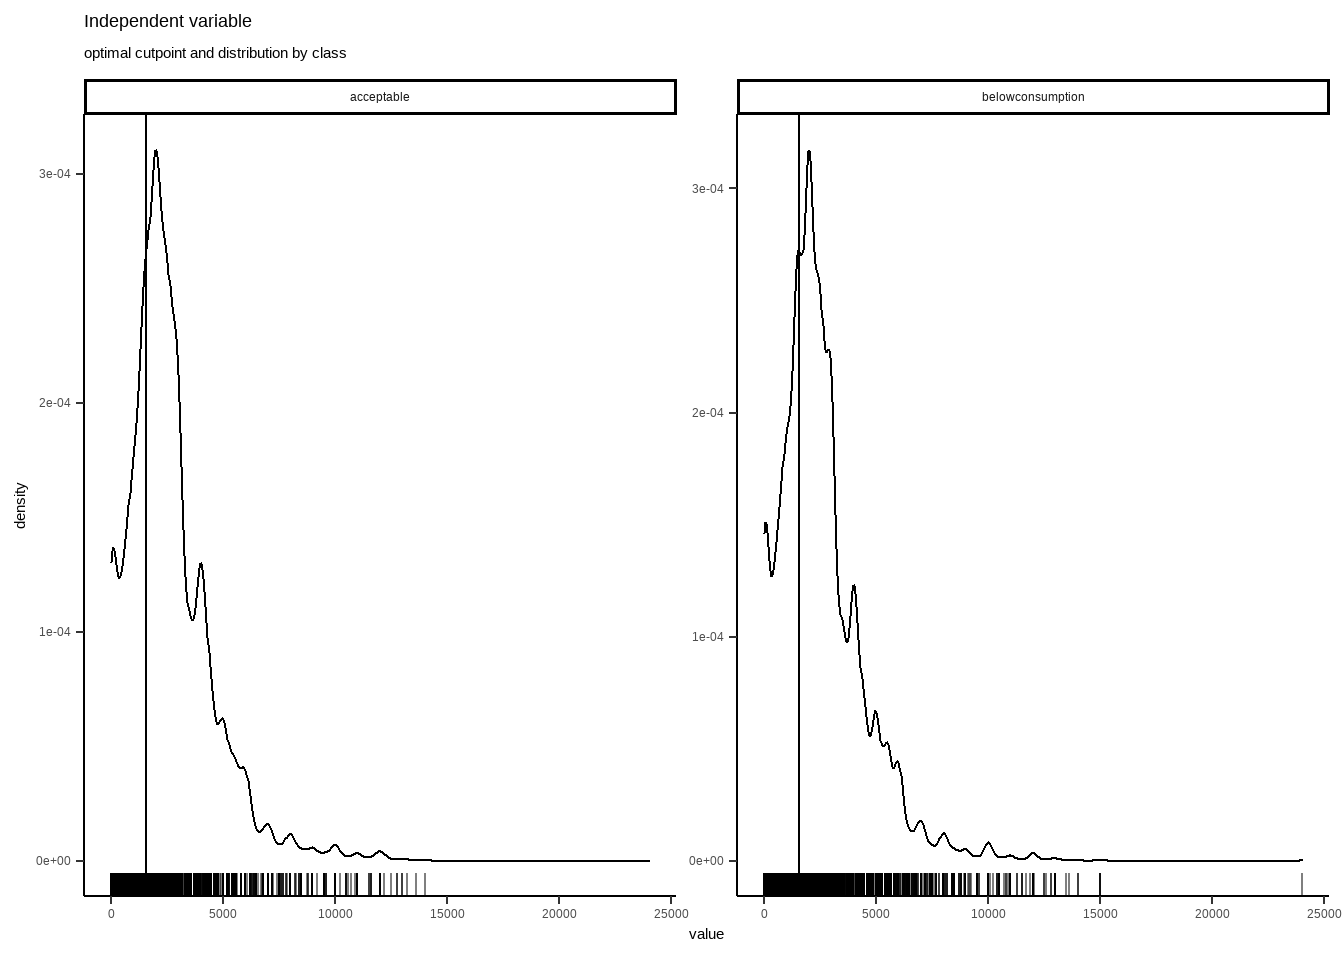 Independent variable
optimal cutpoint and distribution by class
acceptable
belowconsumption
density
3e-04
2e-04
1e-04
0e+00
3e-04
2e-04
1e-04
0e+00
0 5000 10000 15000 20000 25000
0 5000 10000 15000 20000 25000
value